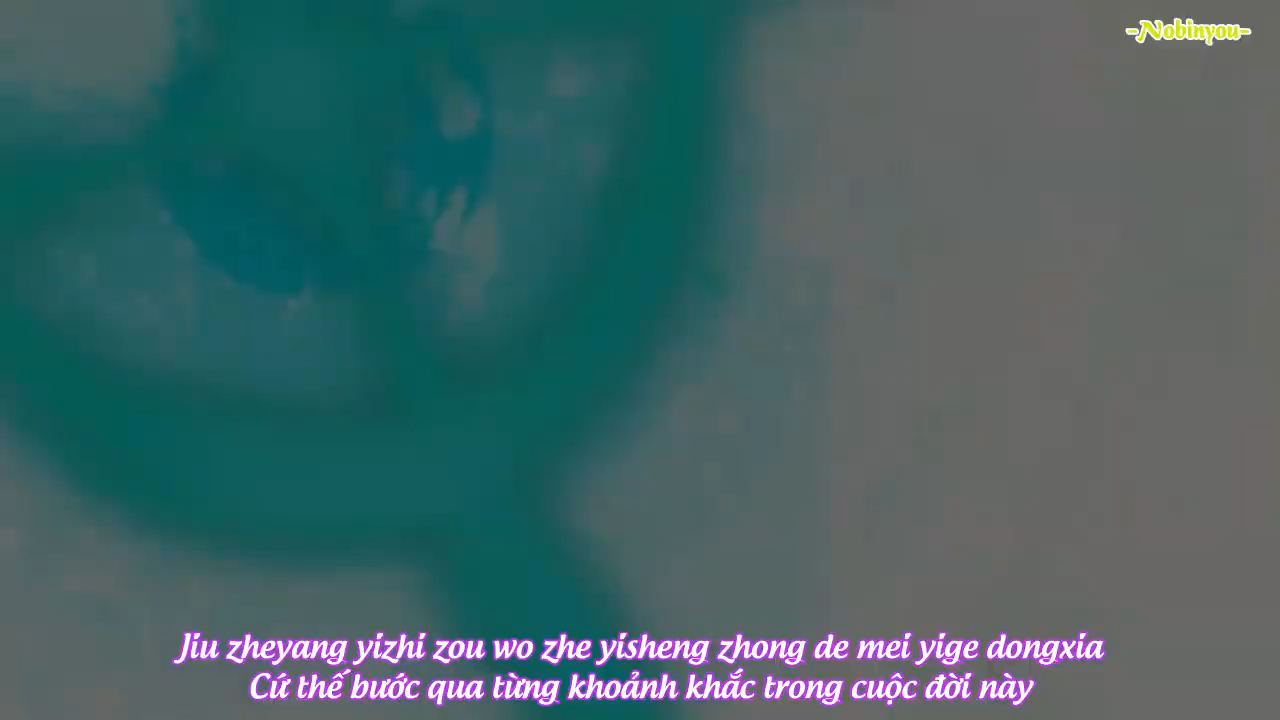 -Nobinyou-
Jiu zheyang yizhi zou wo zhe yisheng zhong de mei yige dongxia
Cứ thế bước qua từng khoảnh khắc trong cuộc đời này